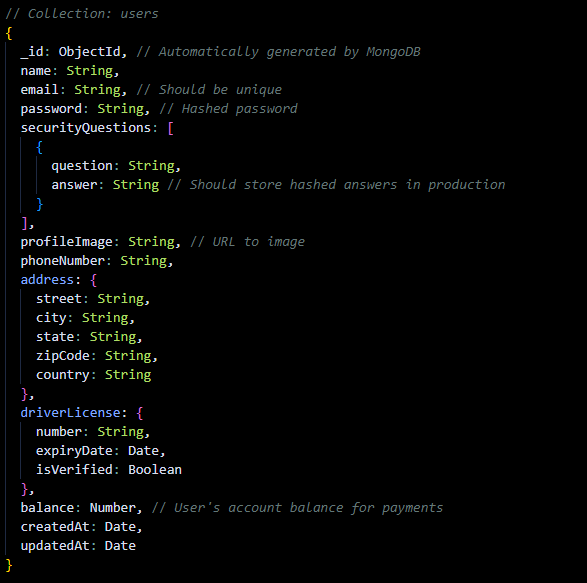 // Collection: users
{
  _id: ObjectId, // Automatically generated by MongoDB
  name: String,
  email: String, // Should be unique
  password: String, // Hashed password
  securityQuestions: [
    {
      question: String,
      answer: String // Should store hashed answers in production
    }
  ],
  profileImage: String, // URL to image
  phoneNumber: String,
  address: {
    street: String,
    city: String,
    state: String,
    zipCode: String,
    country: String
  },
  driverLicense: {
    number: String,
    expiryDate: Date,
    isVerified: Boolean
  },
  balance: Number, // User's account balance for payments
  createdAt: Date,
  updatedAt: Date
}